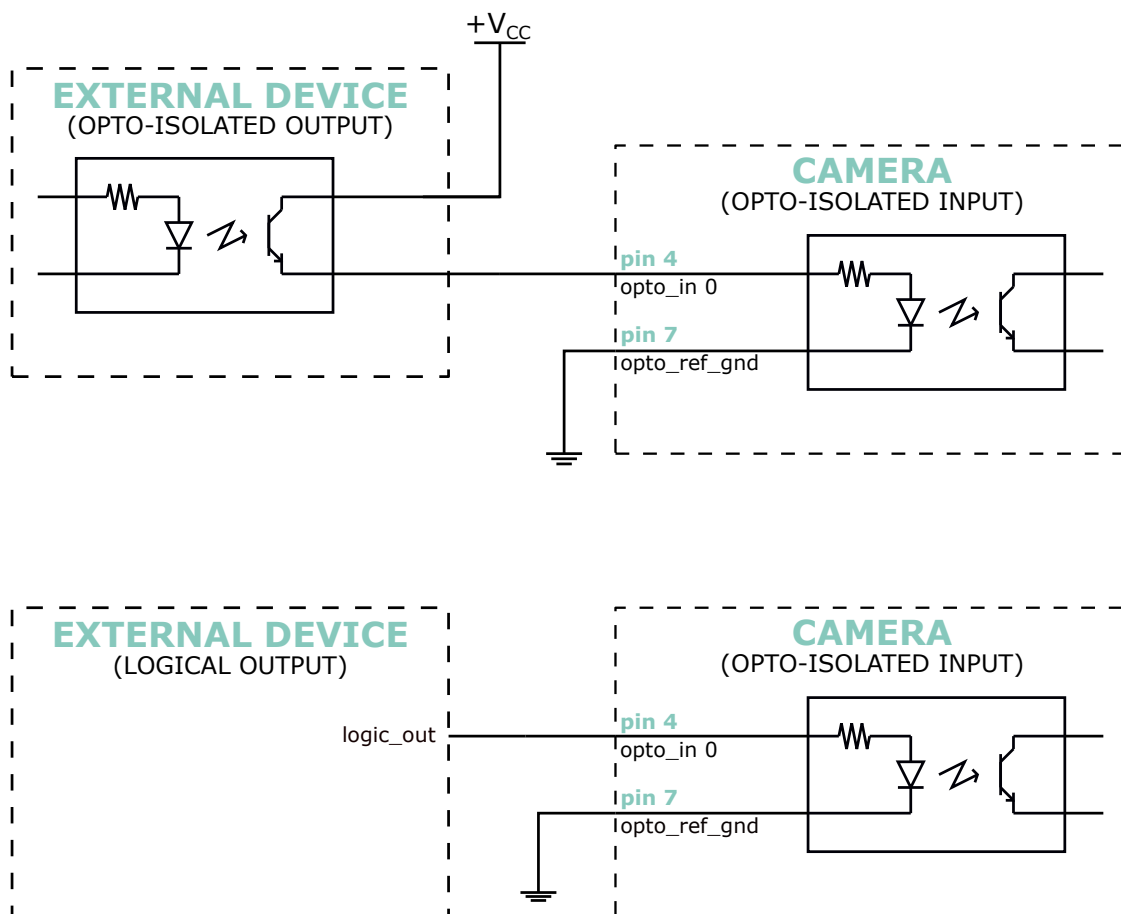 +VCC
EXTERNAL DEVICE
(OPTO-ISOLATED OUTPUT)
CAMERA
(OPTO-ISOLATED INPUT)
pin 4
opto_in 0
pin 7
opto_ref_gnd
EXTERNAL DEVICE
(LOGICAL OUTPUT)
logic_out
CAMERA
(OPTO-ISOLATED INPUT)
pin 4
opto_in 0
pin 7
opto_ref_gnd